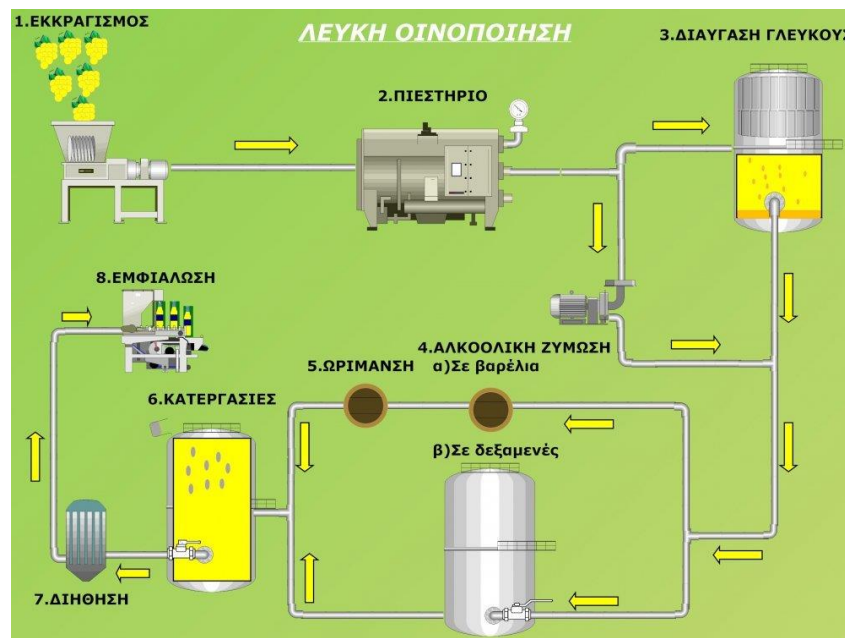 ΛΕΥΚΗ ΟΙΝΟΠΟΙΗΣΗ
1.ΕΚΚΡΑΓΙΣΜΟΣ
2.ΠΙΕΣΤΗΡΙΟ
3.ΔΙΑΥΓΑΣΗ ΓΛΕΥΚΟΥΣ
8.ΕΜΦΙΑΛΩΣΗ
4.ΑΛΚΟΟΛΙΚΗ ΖΥΜΩΣΗ
α)Σε βαρέλια
5.ΩΡΙΜΑΝΣΗ
6.ΚΑΤΕΡΓΑΣΙΕΣ
β)Σε δεξαμενές
7.ΔΙΗΘΗΣΗ